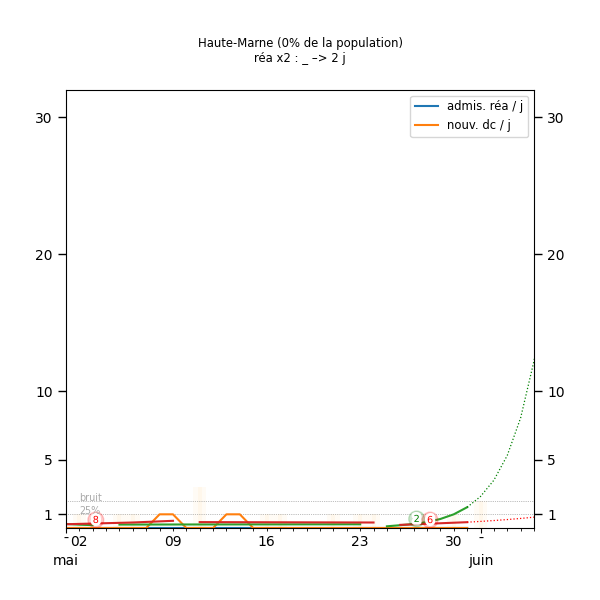 Haute-Marne (0% de la population)
réa x2 : _ –> 2 j
admis. réa / j
nouv. dc / j
30 30
20 20
10 10
5 5
bruit
25%
1 8 2 6 1
- 02 09 16 23 30 -
mai juin